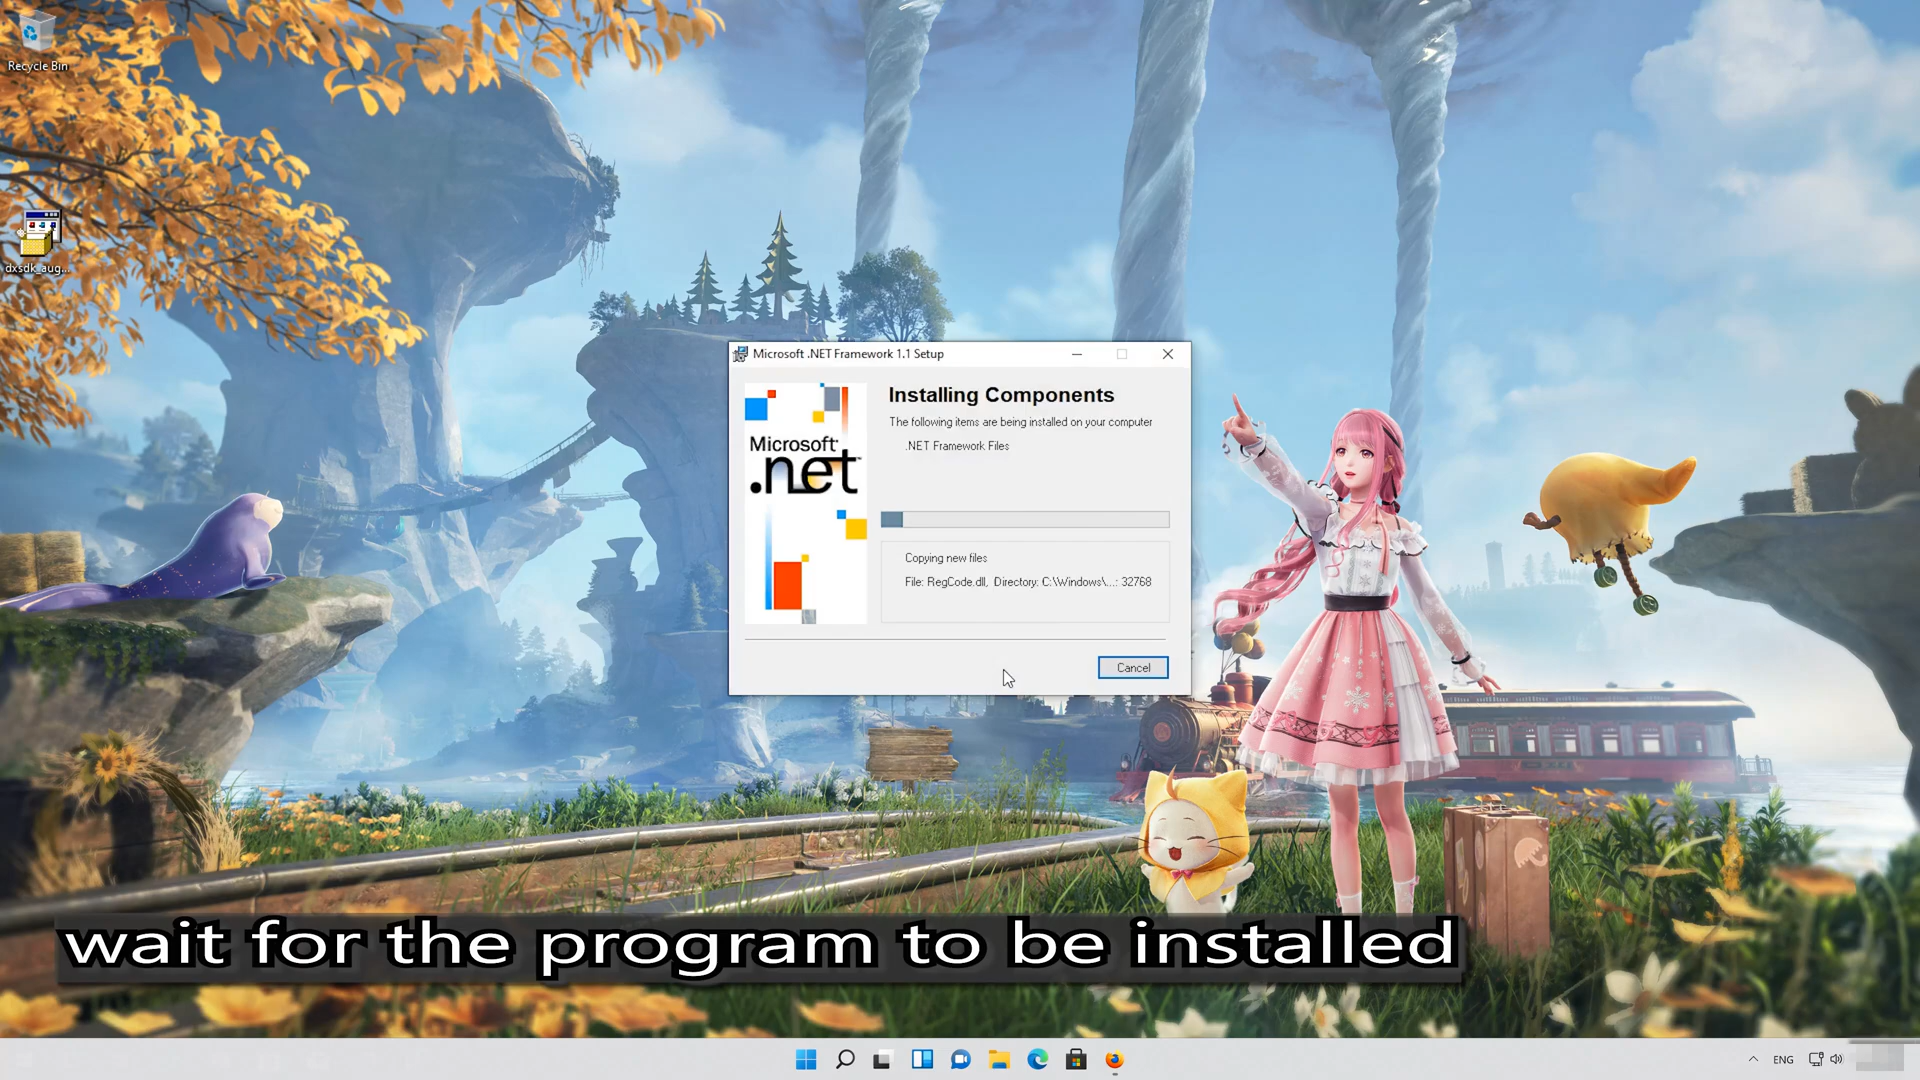 Recycle Bin
dxsdk_aug...
Microsoft .NET Framework 1.1 Setup
Installing Components
The following items are being installed on your computer
.NET Framework Files
Microsoft
.net
Copying new files
File: RegCode.dll, Directory: C:\Windows\...: 32768
Cancel
wait for the program to be installed
ENG